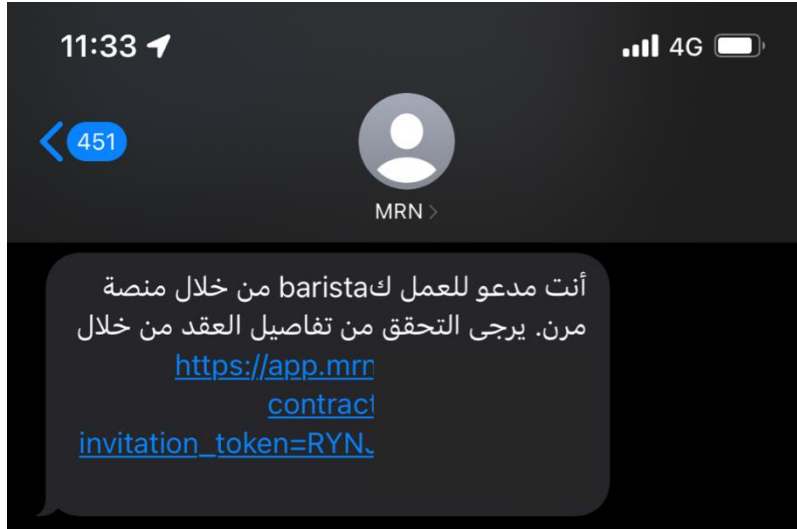 11:33
4G
451
MRN
أنت مدعو للعمل كbarista من خلال منصة
مرن. يرجى التحقق من تفاصيل العقد من خلال
https://app.mrn
contract
invitation_token=RYNJ